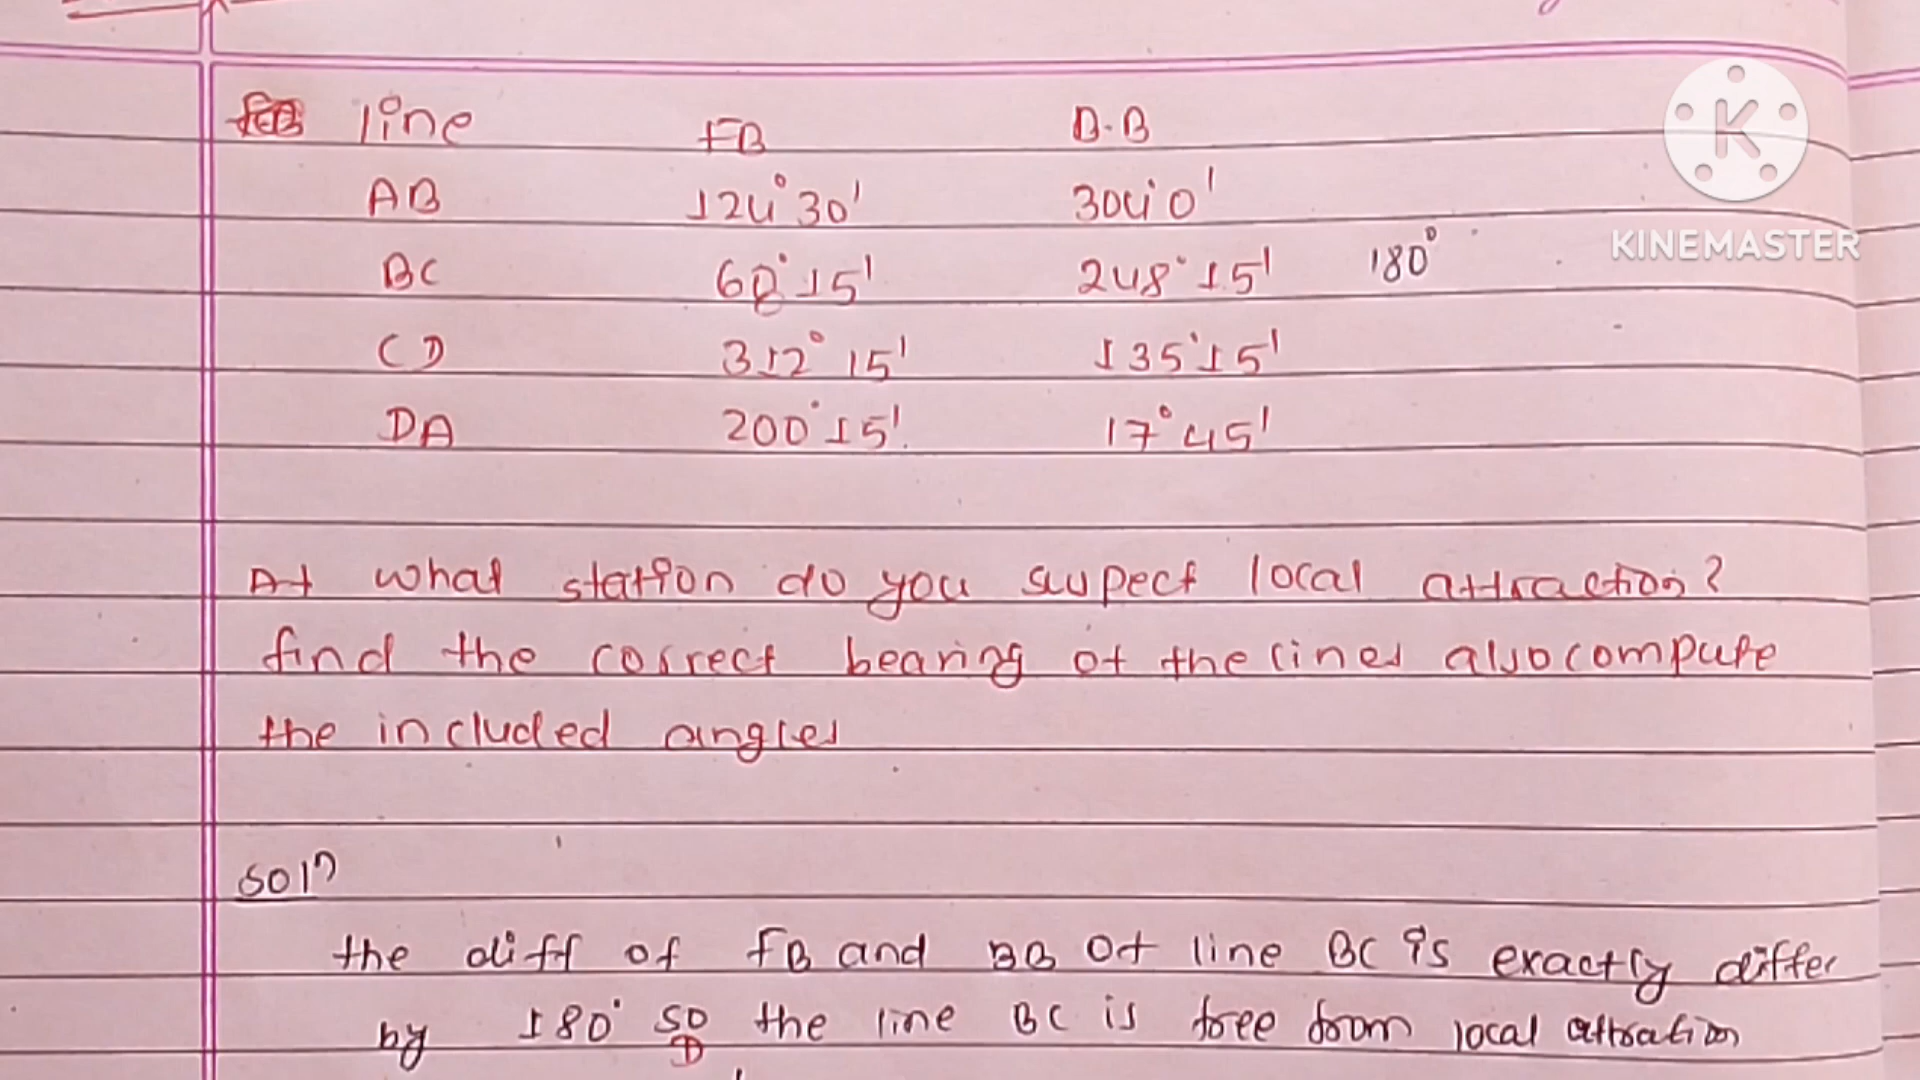 line FB B.B
AB 124°30' 304°0'
BC 68°15' 248°15' 180°
CD 312°15' 135°15'
DA 200°15' 17°45'
At what station do you suspect local attraction?
find the correct bearing of the lines also compute
the included angles
Solⁿ
the diff of FB and BB of line BC is exactly differ
by 180° so the line BC is free from local attration
K
KINEMASTER